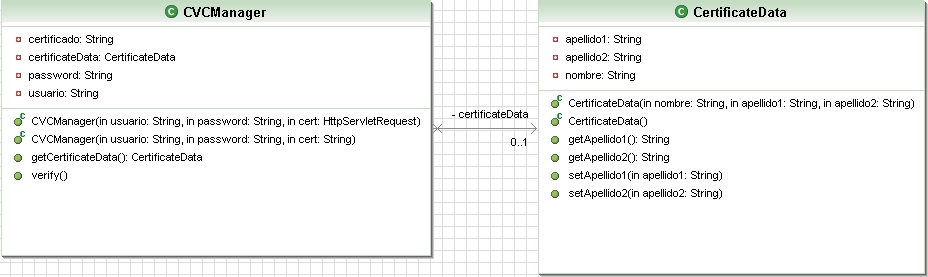 CVCManager
certificado: String
certificateData: CertificateData
password: String
usuario: String
CVCManager(in usuario: String, in password: String, in cert: HttpServletRequest)
CVCManager(in usuario: String, in password: String, in cert: String)
getCertificateData(): CertificateData
verify()
- certificateData
0..1
CertificateData
apellido1: String
apellido2: String
nombre: String
CertificateData(in nombre: String, in apellido1: String, in apellido2: String)
CertificateData()
getApellido1(): String
getApellido2(): String
setApellido1(in apellido1: String)
setApellido2(in apellido2: String)